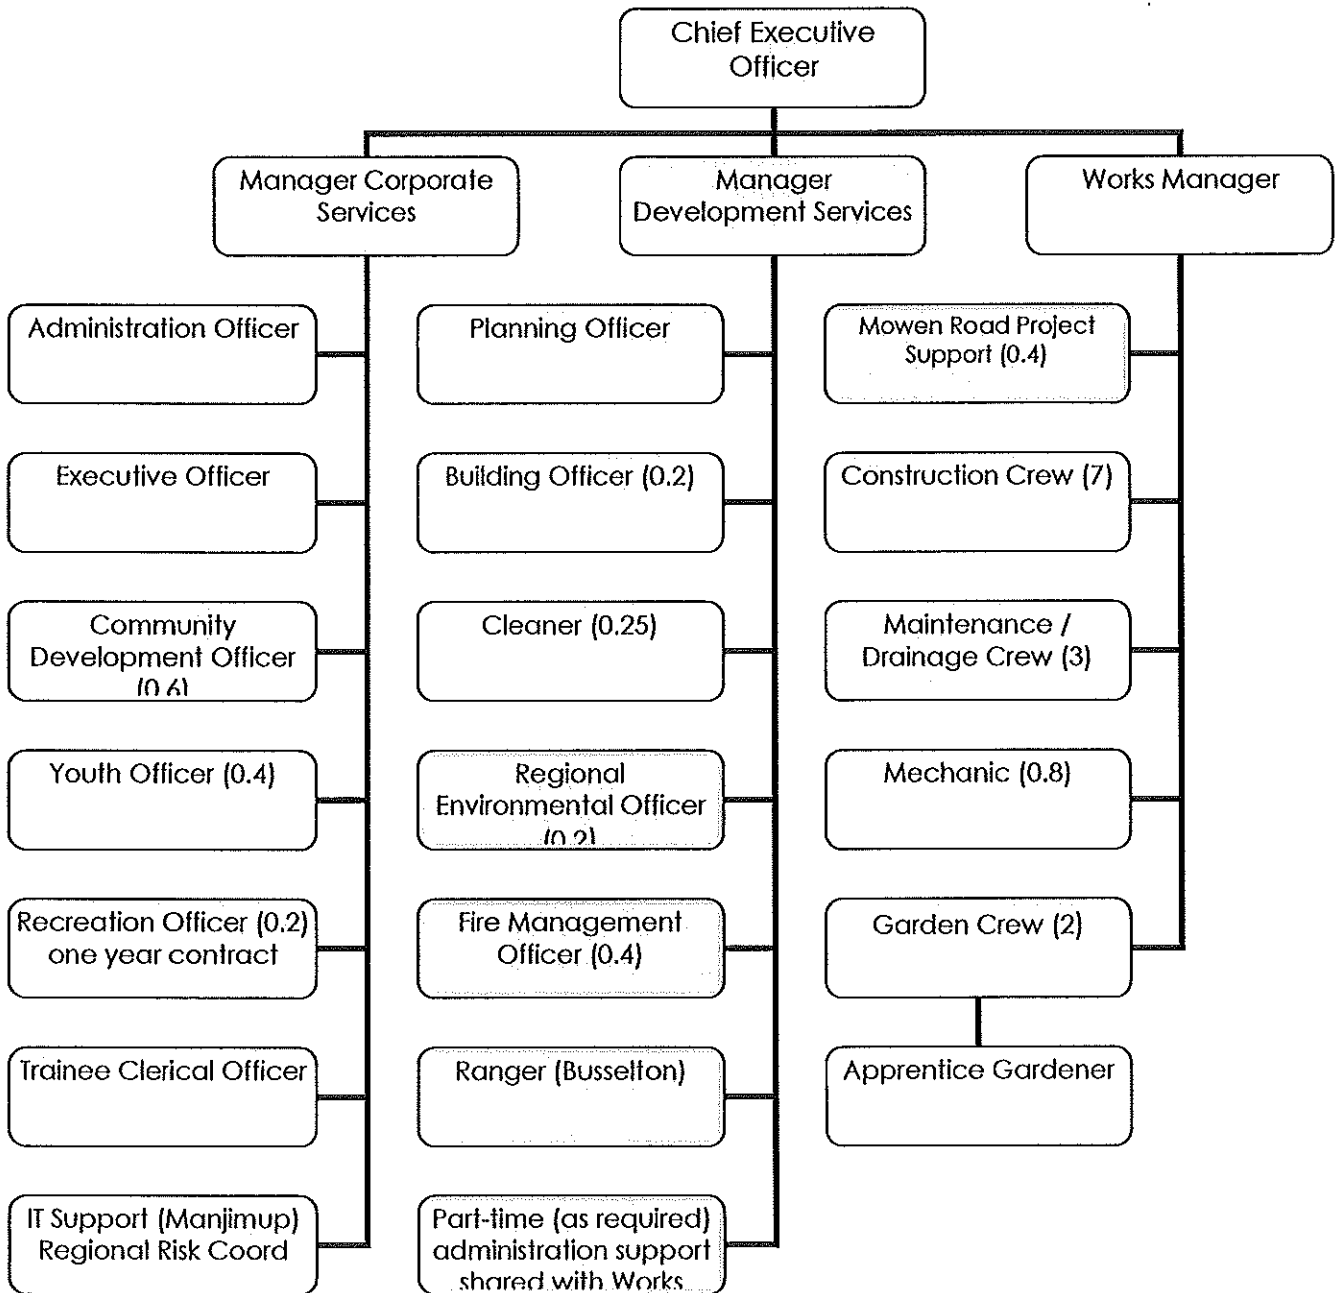 Chief Executive
Officer
Manager Corporate
Services
Manager
Development Services
Works Manager
Administration Officer
Planning Officer
Mowen Road Project
Support (0.4)
Executive Officer
Building Officer (0.2)
Construction Crew (7)
Community
Development Officer
(0.6)
Cleaner (0.25)
Maintenance /
Drainage Crew (3)
Youth Officer (0.4)
Regional
Environmental Officer
(0.2)
Mechanic (0.8)
Recreation Officer (0.2)
one year contract
Fire Management
Officer (0.4)
Garden Crew (2)
Trainee Clerical Officer
Ranger (Busselton)
Apprentice Gardener
IT Support (Manjimup)
Regional Risk Coord
Part-time (as required)
administration support
shared with Works